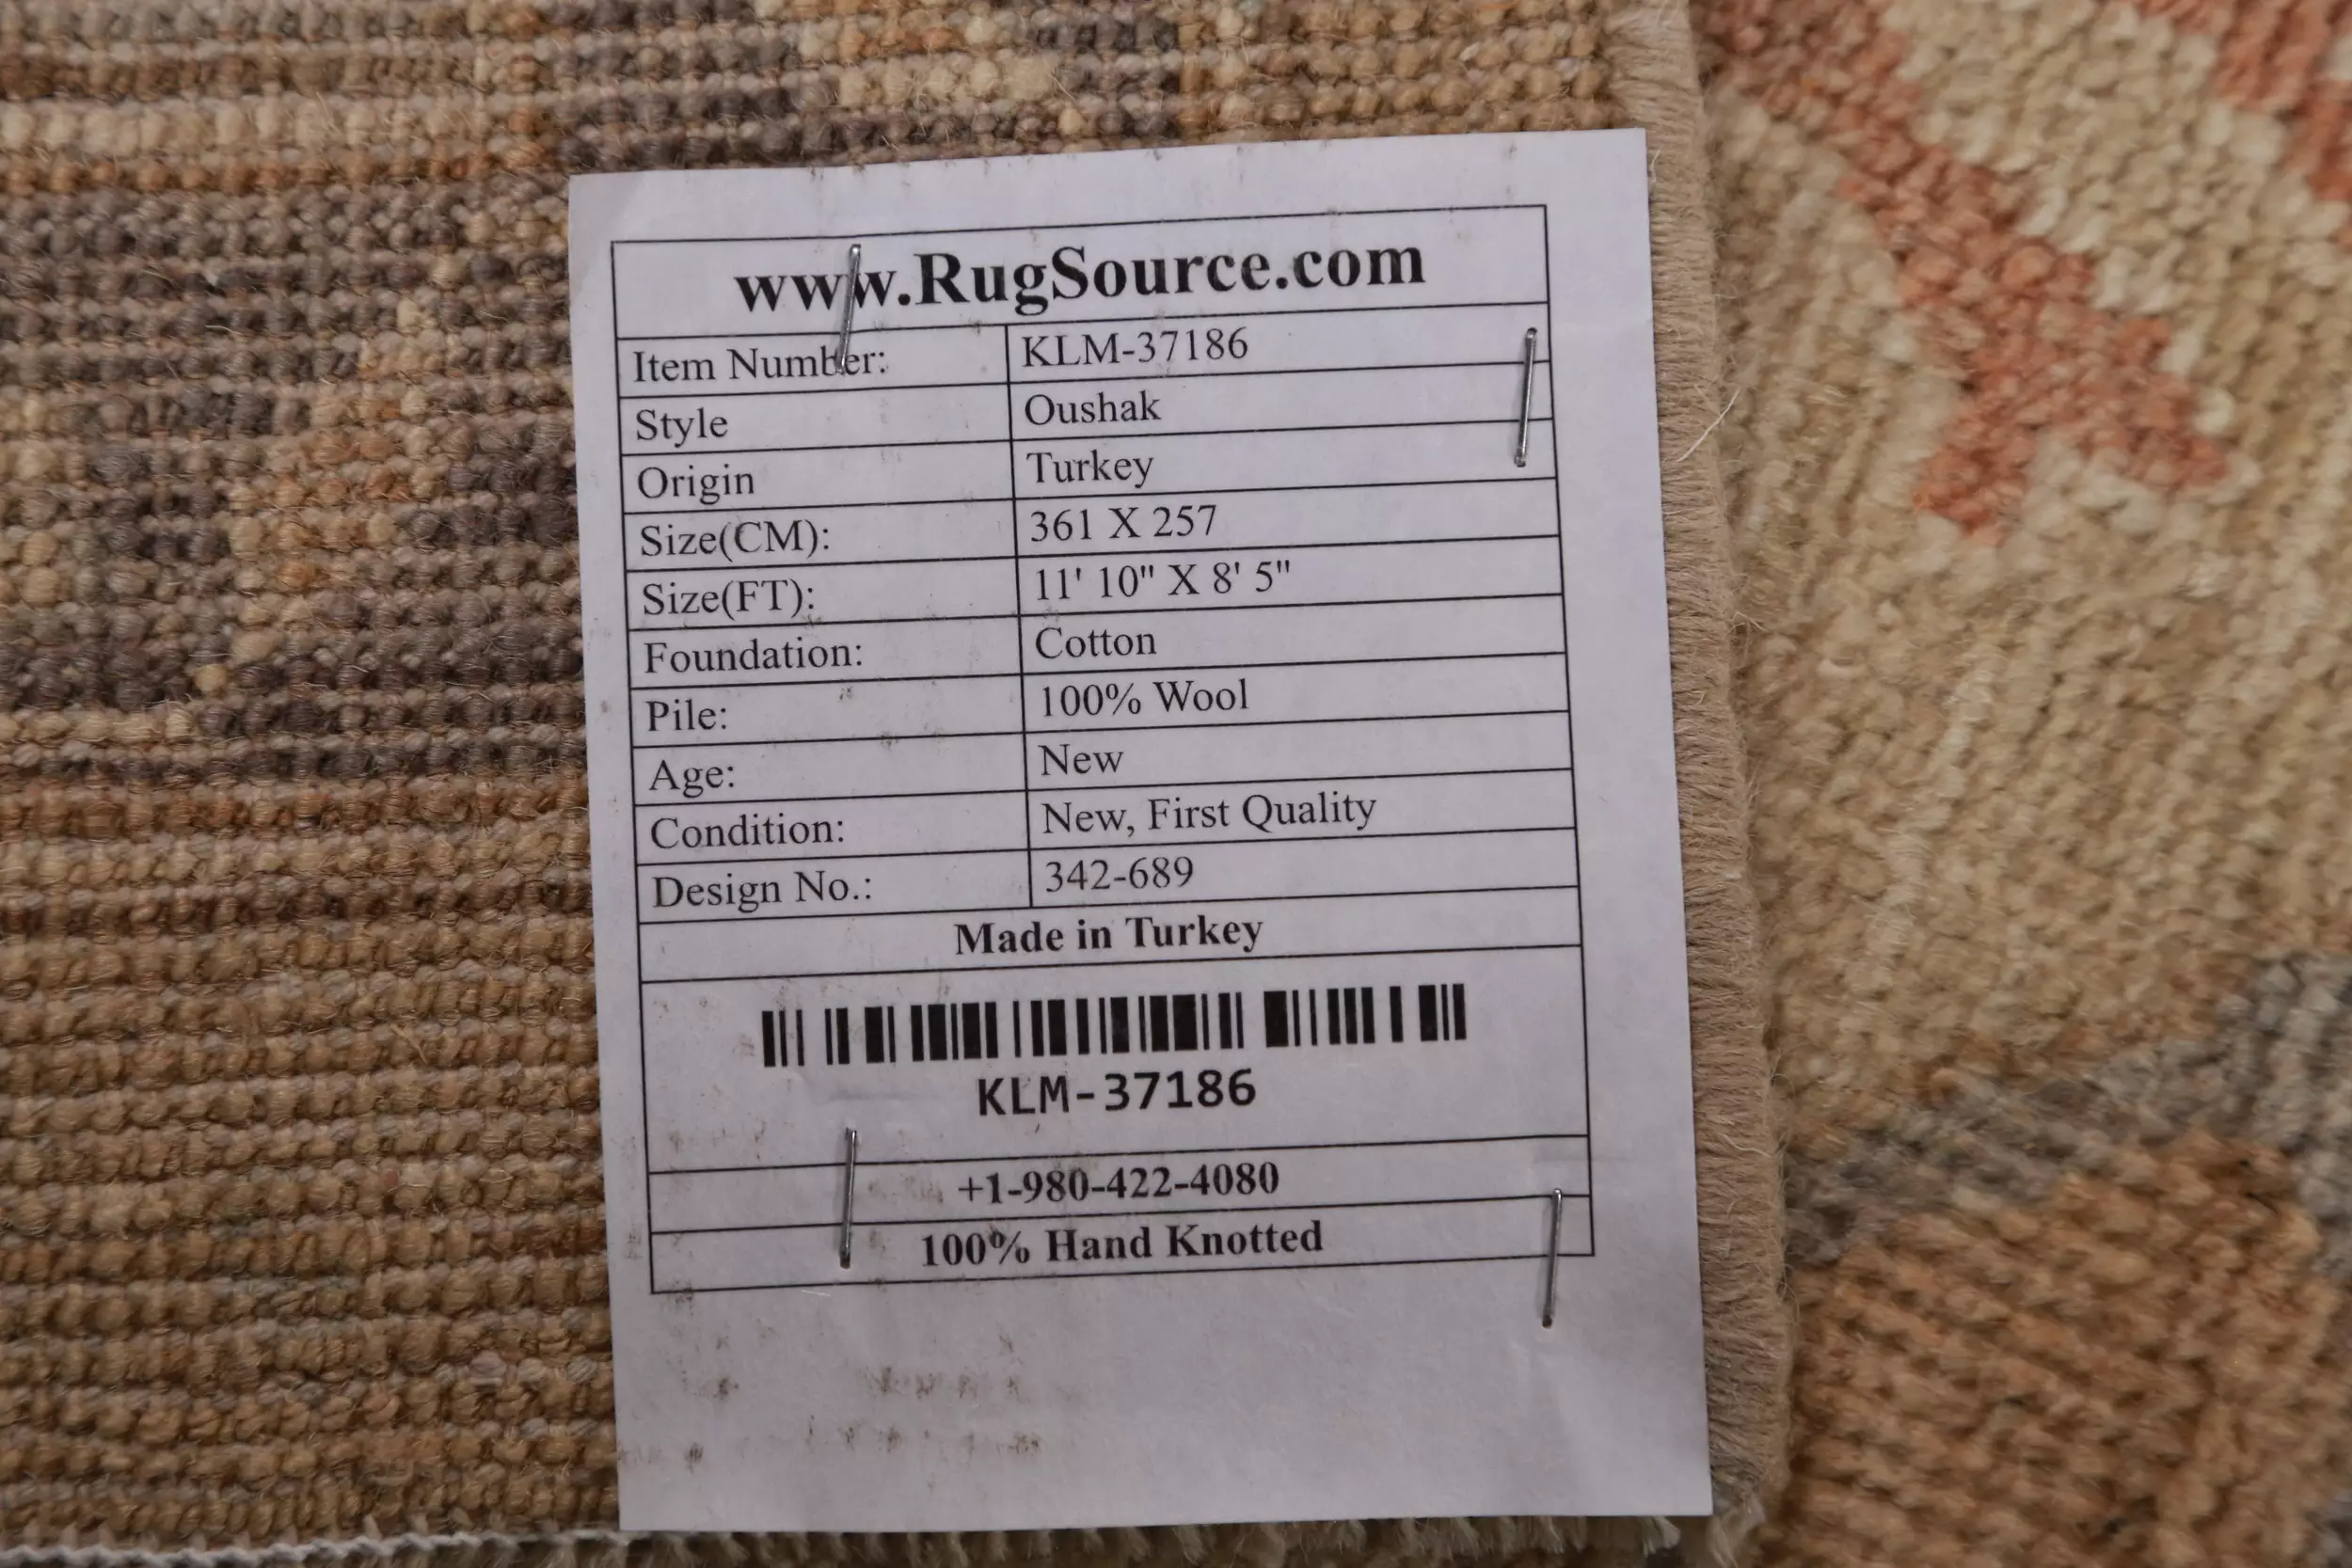 www.RugSource.com
Item Number: KLM-37186
Style Oushak
Origin Turkey
Size(CM): 361 X 257
Size(FT): 11' 10" X 8' 5"
Foundation: Cotton
Pile: 100% Wool
Age: New
Condition: New, First Quality
Design No.: 342-689
Made in Turkey
KLM-37186
+1-980-422-4080
100% Hand Knotted